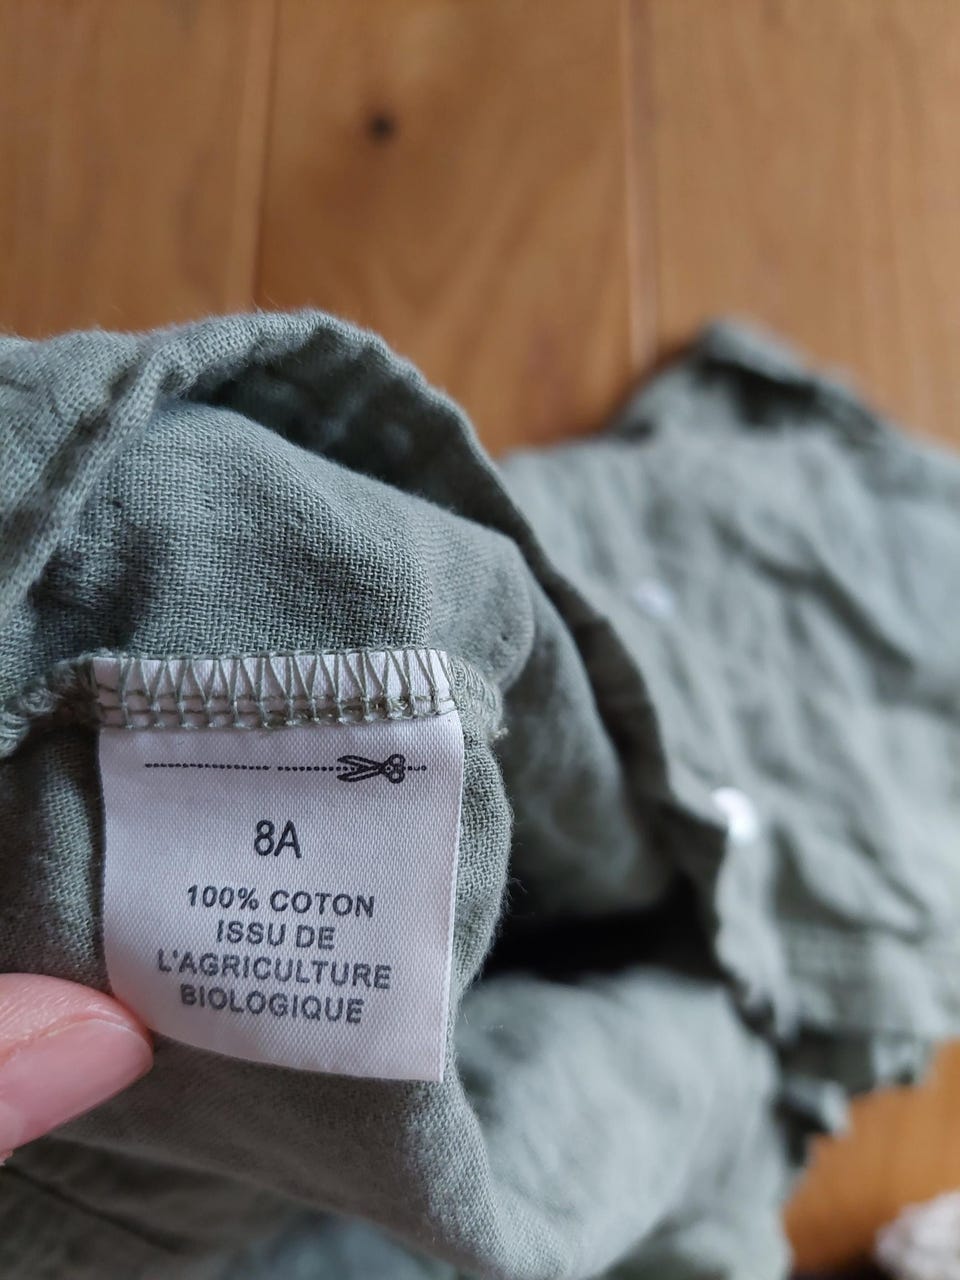 8A
100% COTON
ISSU DE
L'AGRICULTURE
BIOLOGIQUE